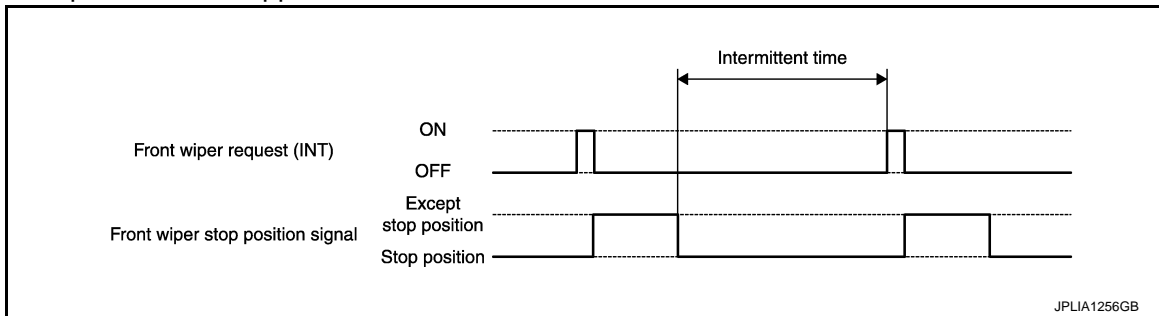 Intermittent time
ON
Front wiper request (INT)
OFF
Except
stop position
Front wiper stop position signal
Stop position
JPLIA1256GB